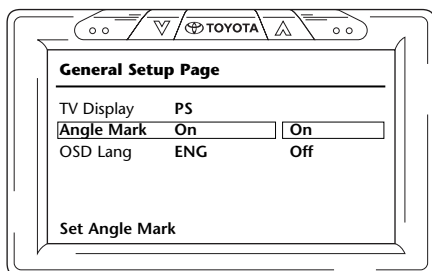 TOYOTA
General Setup Page
TV Display PS
Angle Mark On On
OSD Lang ENG Off
Set Angle Mark